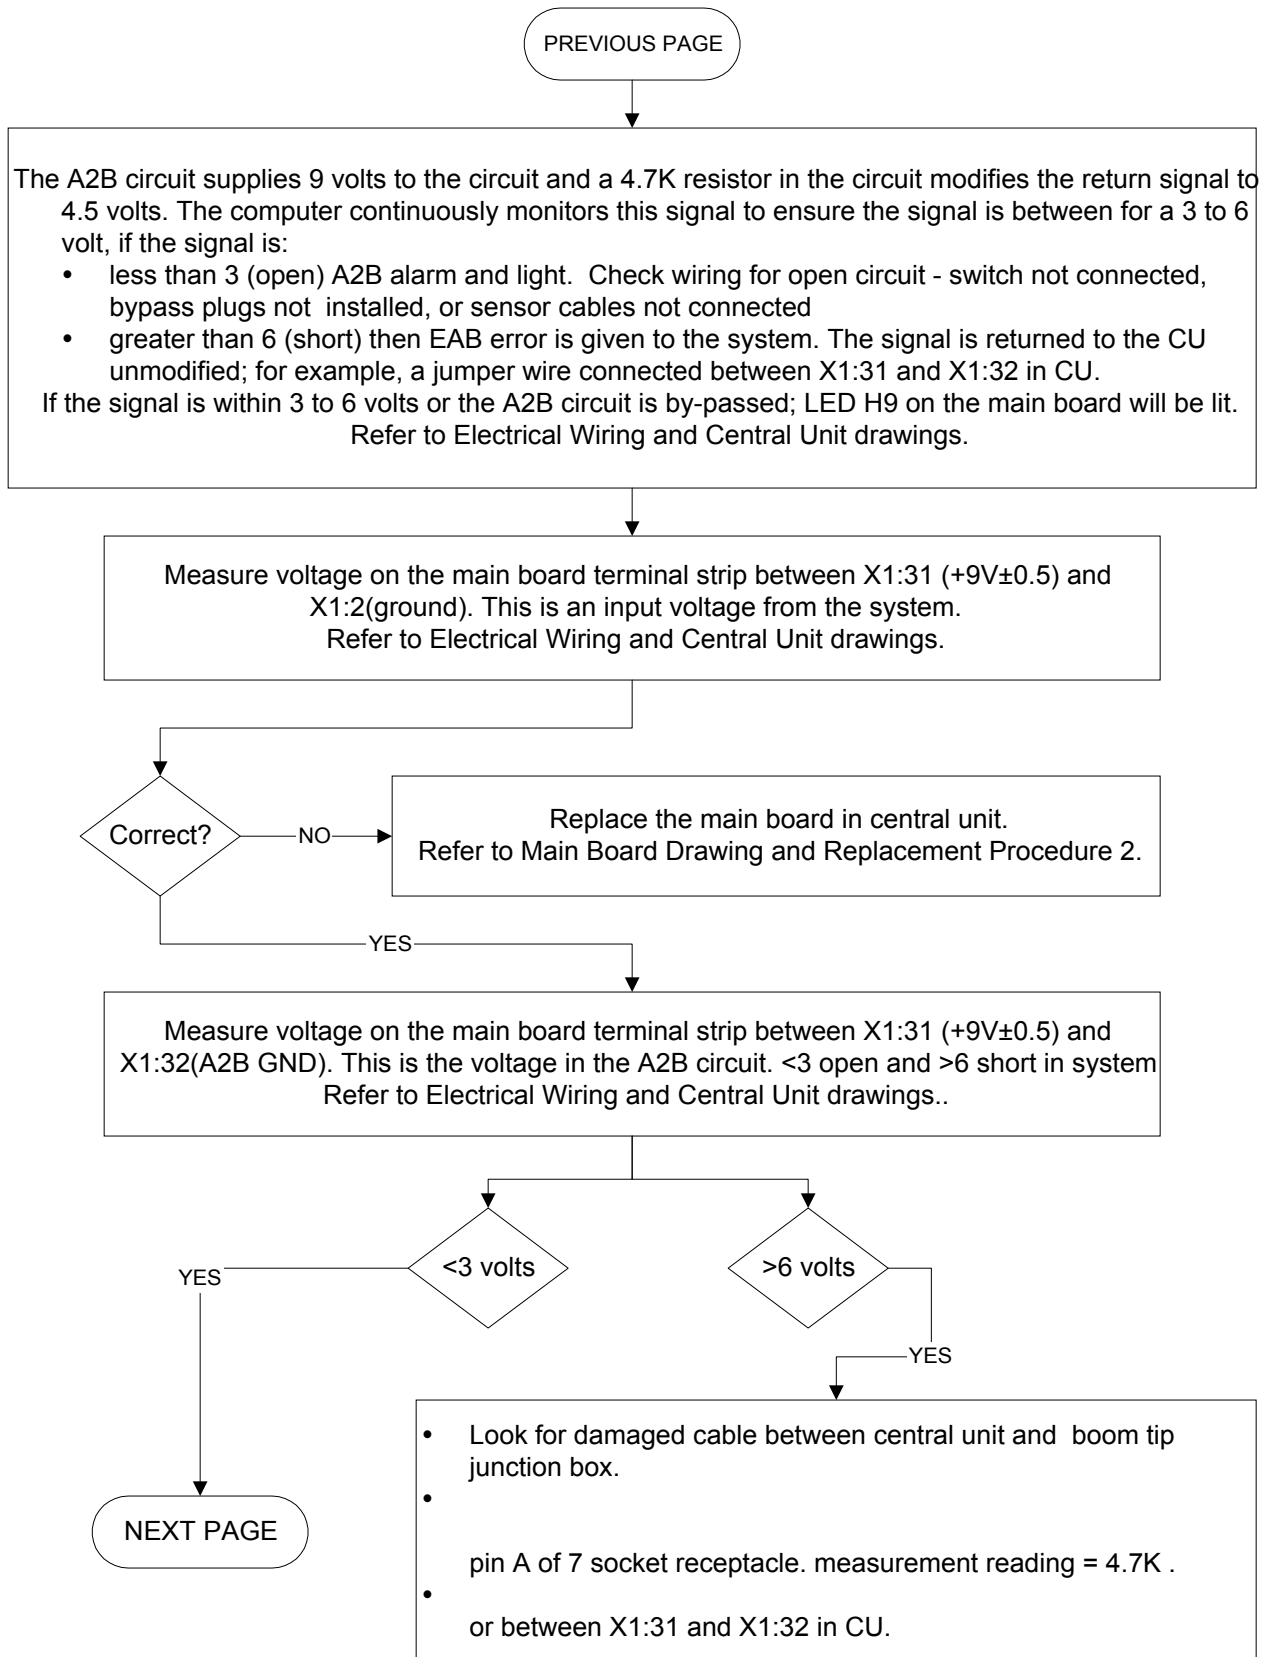 PREVIOUS PAGE
The A2B circuit supplies 9 volts to the circuit and a 4.7K resistor in the circuit modifies the return signal to
4.5 volts. The computer continuously monitors this signal to ensure the signal is between for a 3 to 6
volt, if the signal is:
• less than 3 (open) A2B alarm and light.  Check wiring for open circuit - switch not connected,
bypass plugs not  installed, or sensor cables not connected
• greater than 6 (short) then EAB error is given to the system. The signal is returned to the CU
unmodified; for example, a jumper wire connected between X1:31 and X1:32 in CU.
If the signal is within 3 to 6 volts or the A2B circuit is by-passed; LED H9 on the main board will be lit.
Refer to Electrical Wiring and Central Unit drawings.
Measure voltage on the main board terminal strip between X1:31 (+9V±0.5) and
X1:2(ground). This is an input voltage from the system.
Refer to Electrical Wiring and Central Unit drawings.
Correct?
NO
Replace the main board in central unit.
Refer to Main Board Drawing and Replacement Procedure 2.
YES
Measure voltage on the main board terminal strip between X1:31 (+9V±0.5) and
X1:32(A2B GND). This is the voltage in the A2B circuit. <3 open and >6 short in system
Refer to Electrical Wiring and Central Unit drawings..
<3 volts
>6 volts
YES
YES
• Look for damaged cable between central unit and  boom tip
junction box.
•
pin A of 7 socket receptacle. measurement reading = 4.7K .
•
or between X1:31 and X1:32 in CU.
NEXT PAGE